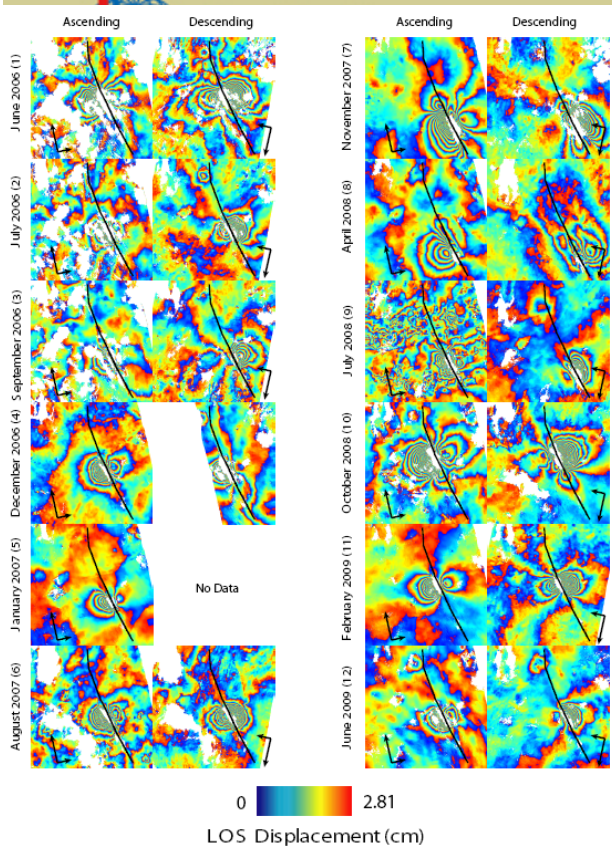 Ascending Descending
June 2006 (1)
July 2006 (2)
September 2006 (3)
December 2006 (4)
January 2007 (5)
No Data
August 2007 (6)
Ascending Descending
November 2007 (7)
April 2008 (8)
July 2008 (9)
October 2008 (10)
February 2009 (11)
June 2009 (12)
0 2.81
LOS Displacement (cm)